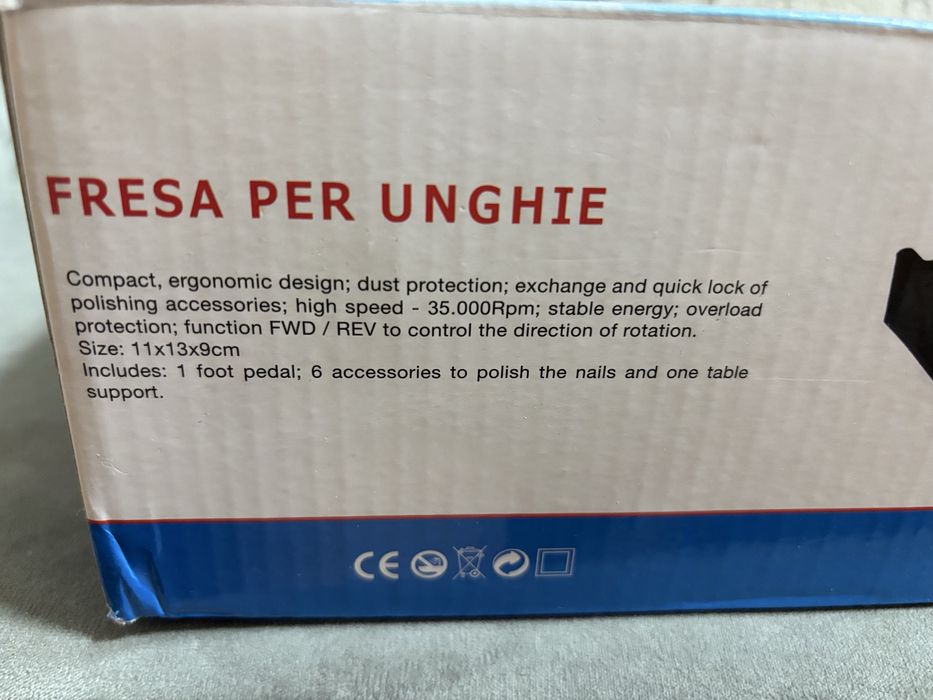 FRESA PER UNGHIE
Compact, ergonomic design; dust protection; exchange and quick lock of
polishing accessories; high speed - 35.000Rpm; stable energy; overload
protection; function FWD / REV to control the direction of rotation.
Size: 11x13x9cm
Includes: 1 foot pedal; 6 accessories to polish the nails and one table
support.
CE